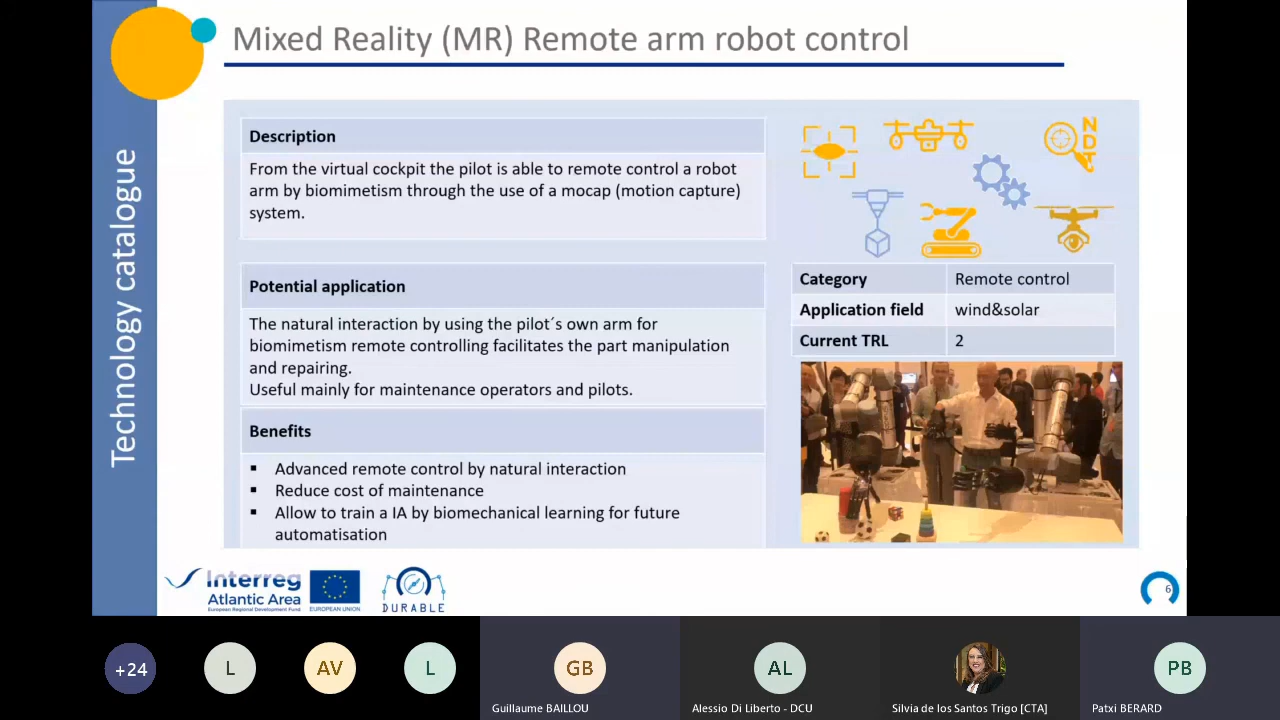 Mixed Reality (MR) Remote arm robot control
Technology catalogue
Description
From the virtual cockpit the pilot is able to remote control a robot
arm by biomimetism through the use of a mocap (motion capture)
system.
Potential application
The natural interaction by using the pilot´s own arm for
biomimetism remote controlling facilitates the part manipulation
and repairing.
Useful mainly for maintenance operators and pilots.
Benefits
▪ Advanced remote control by natural interaction
▪ Reduce cost of maintenance
▪ Allow to train a IA by biomechanical learning for future
automatisation
NDT
Category Remote control
Application field wind&solar
Current TRL 2
Interreg
Atlantic Area
European Regional Development Fund
EUROPEAN UNION
DURABLE
6
+24
L
AV
L
GB
Guillaume BAILLOU
AL
Alessio Di Liberto - DCU
Silvia de los Santos Trigo [CTA]
PB
Patxi BERARD